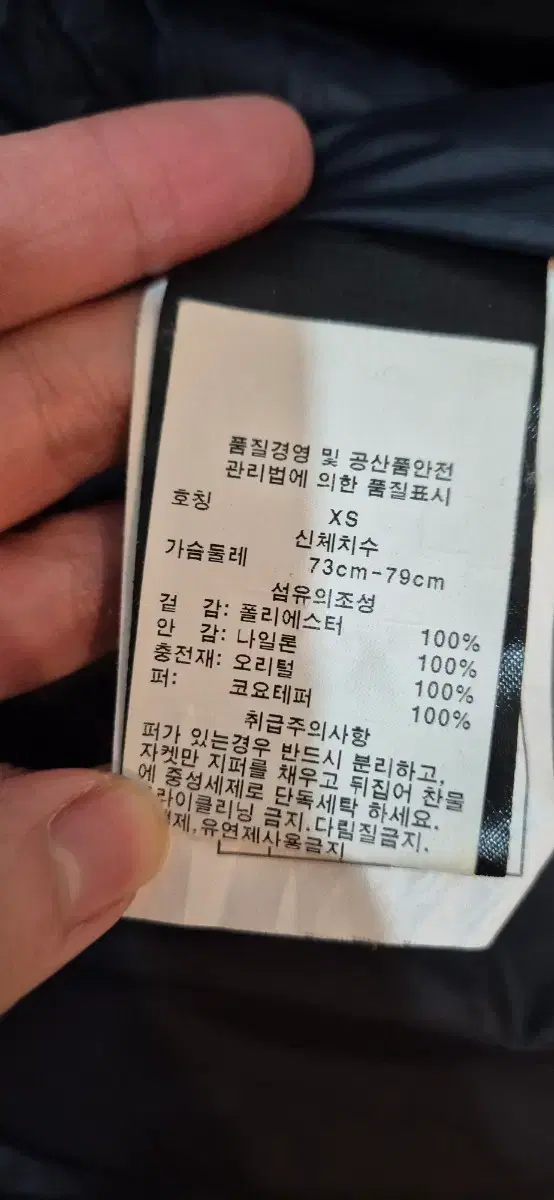 품질경영 및 공산품안전
관리법에 의한 품질표시
호칭 XS
신체치수
가슴둘레 73cm-79cm
섬유의조성
겉 감: 폴리에스터 100%
안 감: 나일론 100%
충전재: 오리털 100%
퍼: 코요테퍼 100%
취급주의사항
퍼가 있는경우 반드시 분리하고,
자켓만 지퍼를 채우고 뒤집어 찬물
에 중성세제로 단독세탁 하세요.
라이클리닝 금지.다림질금지.
제,유연제사용금지